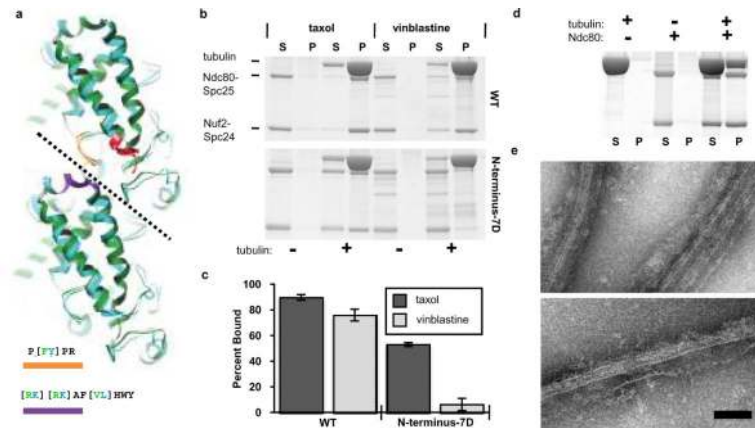 a
P[FY]PR
[RK][RK]AF[VL]HWY
b
taxol vinblastine
S P S P S P S P
tubulin
Ndc80-
Spc25
Nuf2-
Spc24
WT
N-terminus-7D
tubulin: - + - +
c
Percent Bound
100
80
60
40
20
0
taxol
vinblastine
WT N-terminus-7D
d
tubulin: + - +
Ndc80: - + +
S P S P S P
e